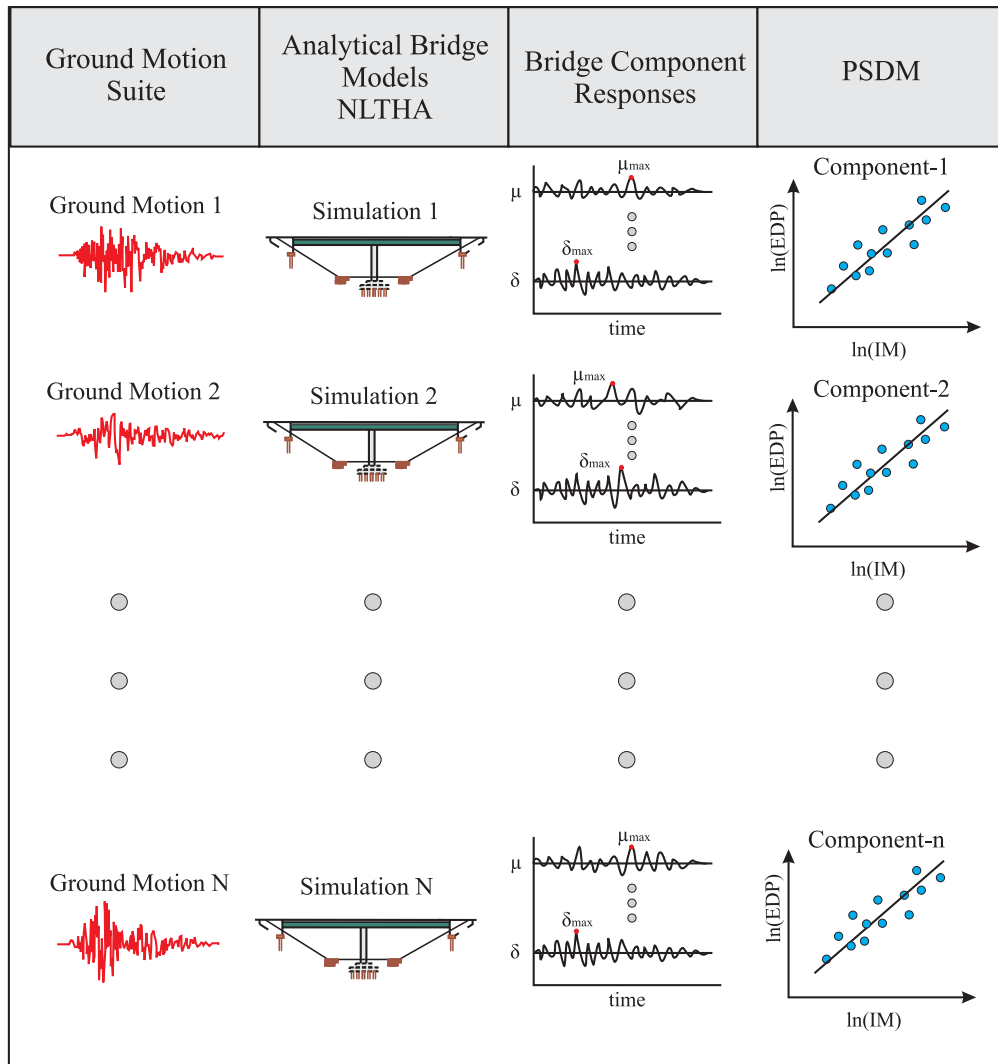 Ground Motion
Suite
Analytical Bridge
Models
NLTHA
Bridge Component
Responses
PSDM
Ground Motion 1
Simulation 1
μmax
μ
δmax
δ
time
Component-1
ln(EDP)
ln(IM)
Ground Motion 2
Simulation 2
μmax
μ
δmax
δ
time
Component-2
ln(EDP)
ln(IM)
Ground Motion N
Simulation N
μmax
μ
δmax
δ
time
Component-n
ln(EDP)
ln(IM)